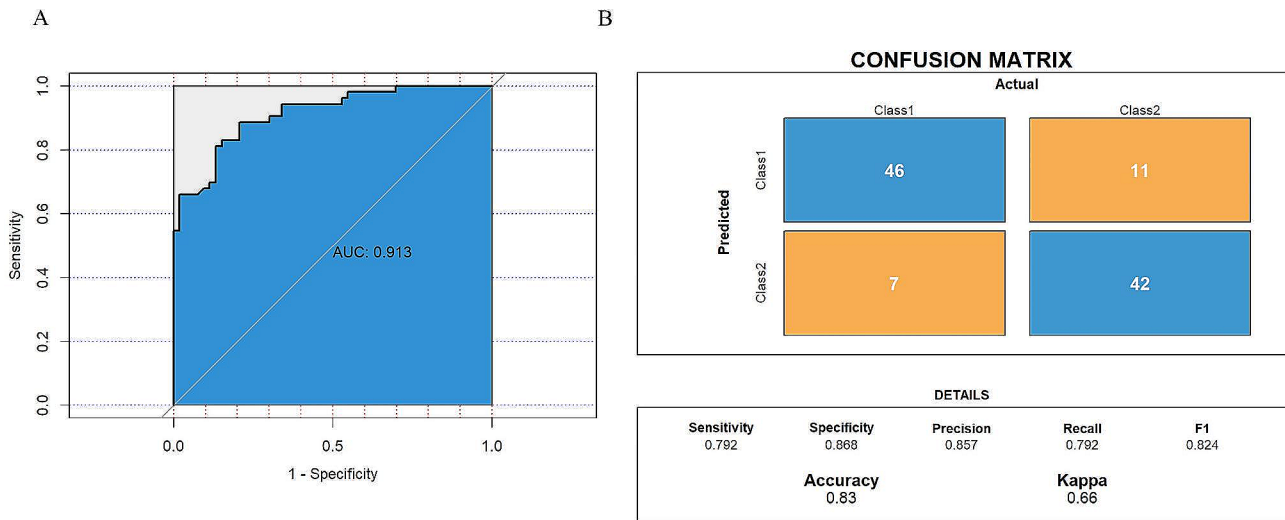 A
B
1.0
0.8
0.6
0.4
0.2
0.0
Sensitivity
AUC: 0.913
0.0 0.5 1.0
1 - Specificity
CONFUSION MATRIX
Actual
Class1 Class2
Predicted
Class1
46 11
Class2
7 42
DETAILS
Sensitivity Specificity Precision Recall F1
0.792 0.868 0.857 0.792 0.824
Accuracy Kappa
0.83 0.66